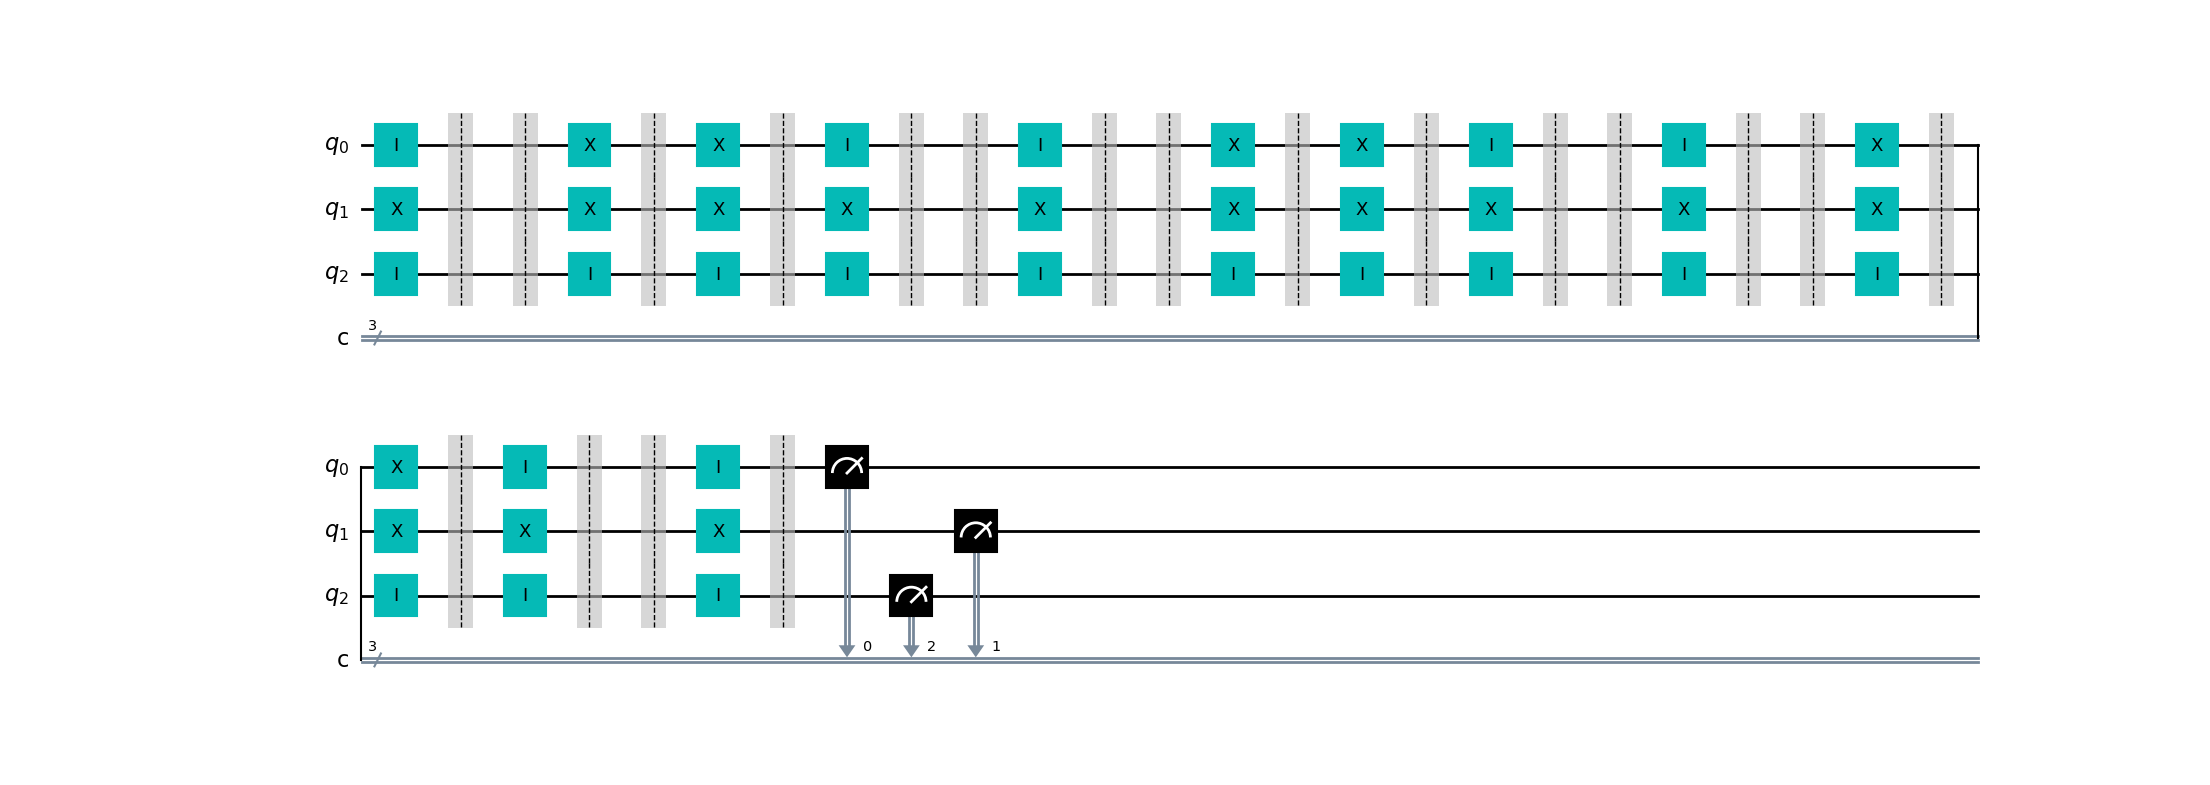 q0 I X X I I X X I I X
q1 X X X X X X X X X X
q2 I I I I I I I I I I
3
c
q0 X I I
q1 X X X
q2 I I I
3 0 2 1
c